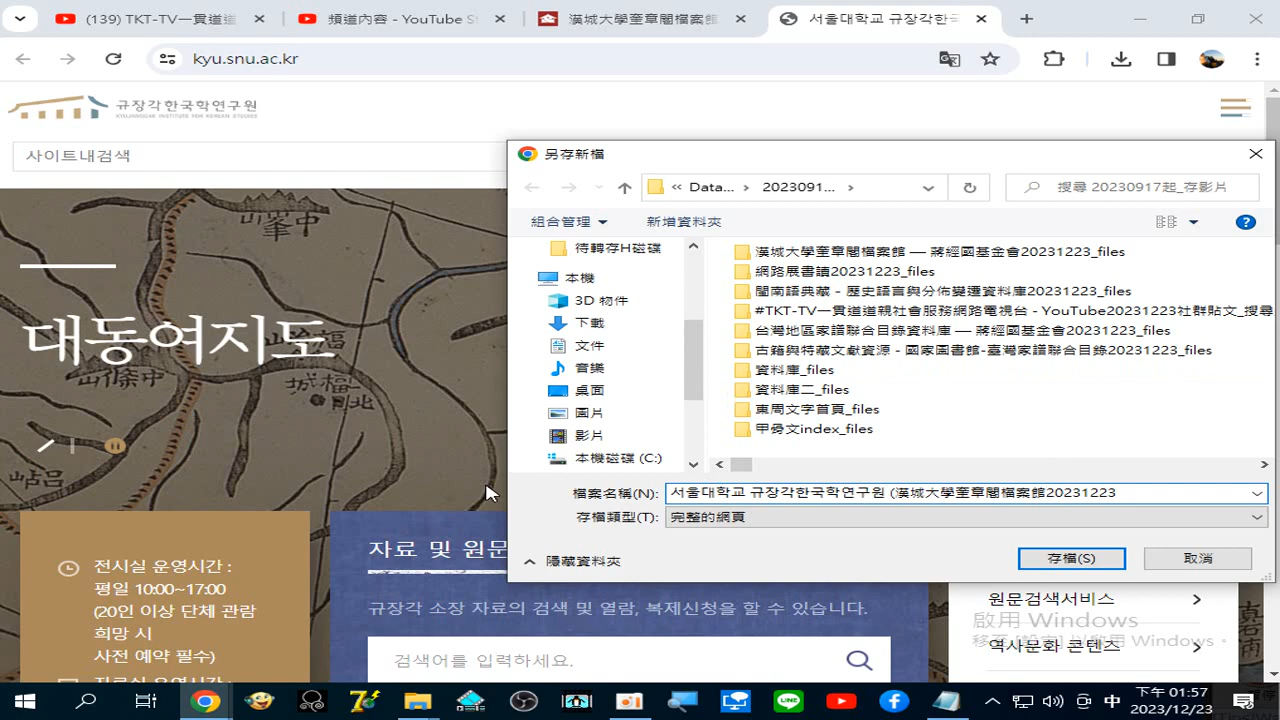 (139) TKT-TV一貫道道
頻道內容 - YouTube S
漢城大學奎章閣檔案館
서울대학교 규장각한국
kyu.snu.ac.kr
규장각한국학연구원
KYUJANGGAK INSTITUTE FOR KOREAN STUDIES
사이트내검색
大동여지도
전시실 운영시간 :
평일 10:00~17:00
(20인 이상 단체 관람
희망 시
사전 예약 필수)
자료 및 원문
규장각 소장 자료의 검색 및 열람, 복제신청을 할 수 있습니다.
검색어를 입력하세요.
원문검색서비스
역사문화 콘텐츠
啟用 Windows
移至 [設定] 以啟用 Windows。
另存新檔
« Data... › 2023091... ›
搜尋 20230917起_存影片
組合管理
新增資料夾
待轉存H磁碟
本機
3D 物件
下載
文件
音樂
桌面
圖片
影片
本機磁碟 (C:)
漢城大學奎章閣檔案館 — 蔣經國基金會20231223_files
網路展書讀20231223_files
閩南語典藏 - 歷史語言與分佈變遷資料庫20231223_files
#TKT-TV一貫道道親社會服務網路電視台 - YouTube20231223社群貼文_搜尋
台灣地區家譜聯合目錄資料庫 — 蔣經國基金會20231223_files
古籍與特藏文獻資源 - 國家圖書館-臺灣家譜聯合目錄20231223_files
資料庫_files
資料庫二_files
東周文字首頁_files
甲骨文index_files
檔案名稱(N):
서울대학교 규장각한국학연구원 (漢城大學奎章閣檔案館20231223
存檔類型(T):
完整的網頁
隱藏資料夾
存檔(S)
取消
中
下午 01:57
2023/12/23